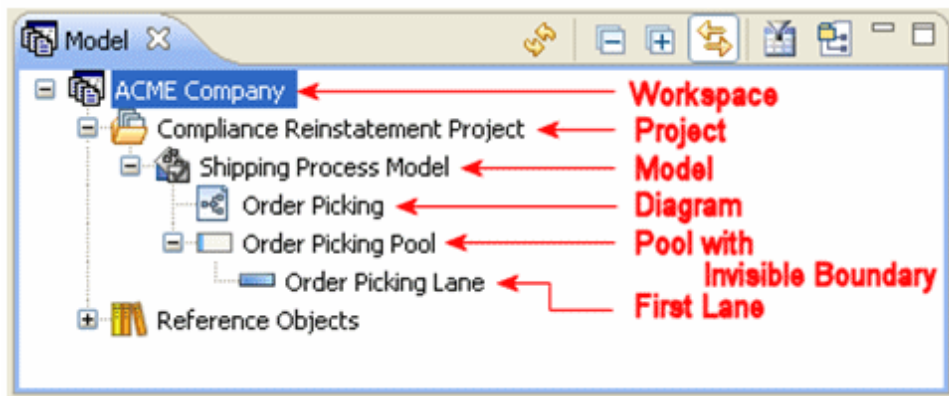 Model
ACME Company Workspace
Compliance Reinstatement Project Project
Shipping Process Model Model
Order Picking Diagram
Order Picking Pool Pool with
Invisible Boundary
Order Picking Lane First Lane
Reference Objects